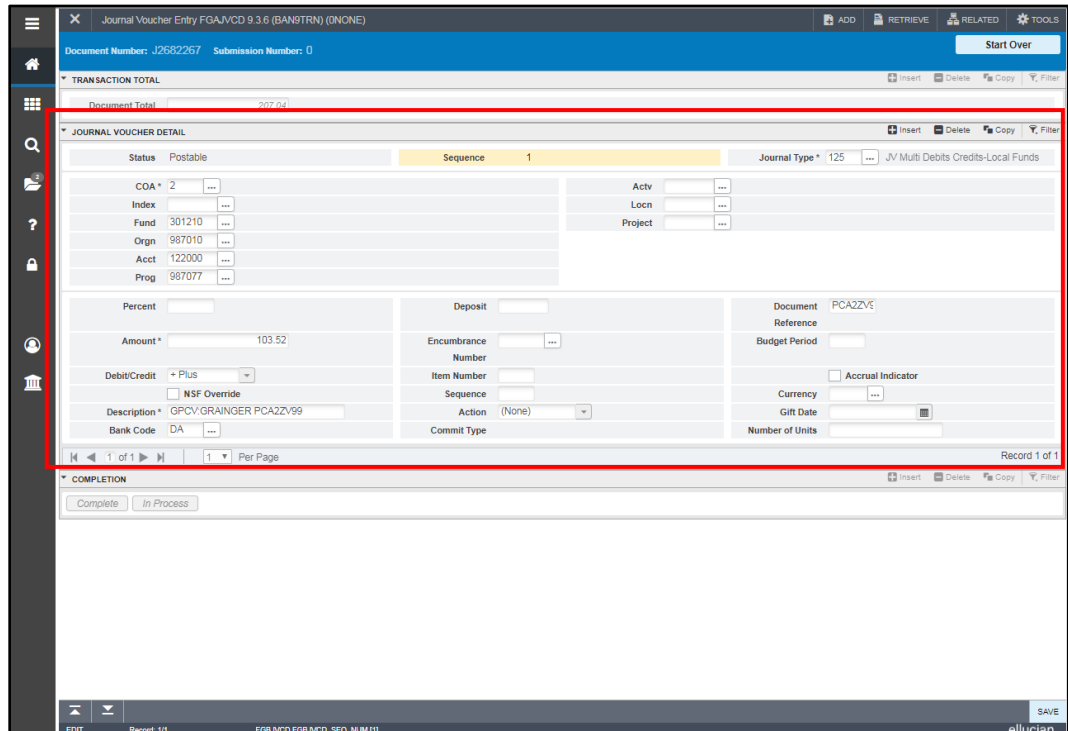 Journal Voucher Entry FGAJVCD 9.3.6 (BAN9TRN) (0NONE) ADD RETRIEVE RELATED TOOLS
Document Number: J2682267 Submission Number: 0 Start Over
TRANSACTION TOTAL Insert Delete Copy Filter
Document Total 207.04
JOURNAL VOUCHER DETAIL Insert Delete Copy Filter
Status Postable Sequence 1 Journal Type * 125 ... JV Multi Debits Credits-Local Funds
2
COA * 2 ... Actv ...
Index ... Locn ...
Fund 301210 ... Project ...
Orgn 987010 ...
Acct 122000 ...
Prog 987077 ...
Percent Deposit Document Reference PCA2ZV9
Amount * 103.52 Encumbrance Number ... Budget Period
Debit/Credit + Plus Item Number Accrual Indicator
NSF Override Sequence Currency ...
Description * GPCV:GRAINGER PCA2ZV99 Action (None) Gift Date
Bank Code DA ... Commit Type Number of Units
1 of 1 1 Per Page Record 1 of 1
COMPLETION Insert Delete Copy Filter
Complete In Process
SAVE
EDIT Record: 1/1 FGBJVCD.FGBJVCD_SEQ_NUM [1] ellucian